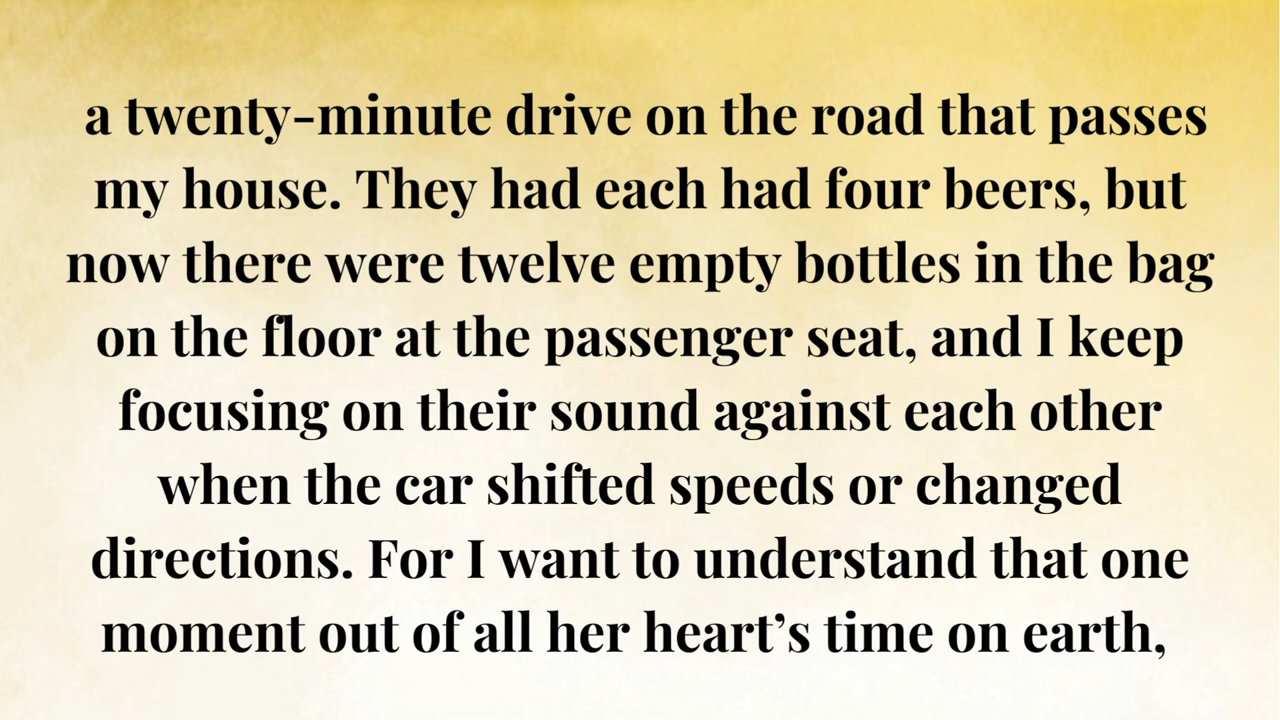 a twenty-minute drive on the road that passes
my house. They had each had four beers, but
now there were twelve empty bottles in the bag
on the floor at the passenger seat, and I keep
focusing on their sound against each other
when the car shifted speeds or changed
directions. For I want to understand that one
moment out of all her heart’s time on earth,